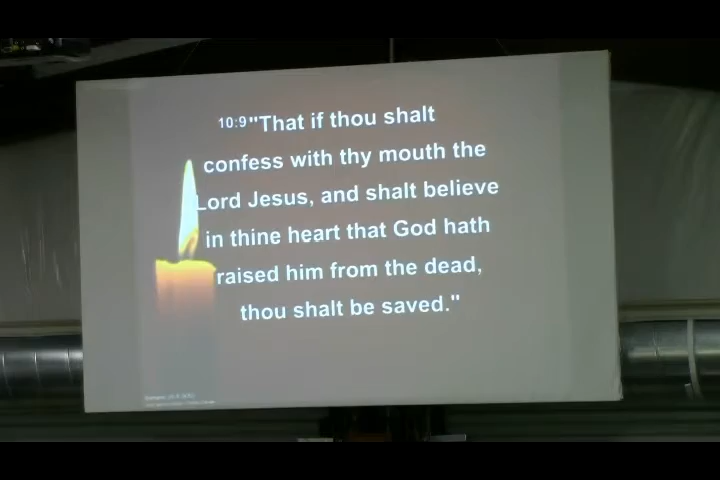 10:9"That if thou shalt
confess with thy mouth the
Lord Jesus, and shalt believe
in thine heart that God hath
raised him from the dead,
thou shalt be saved."